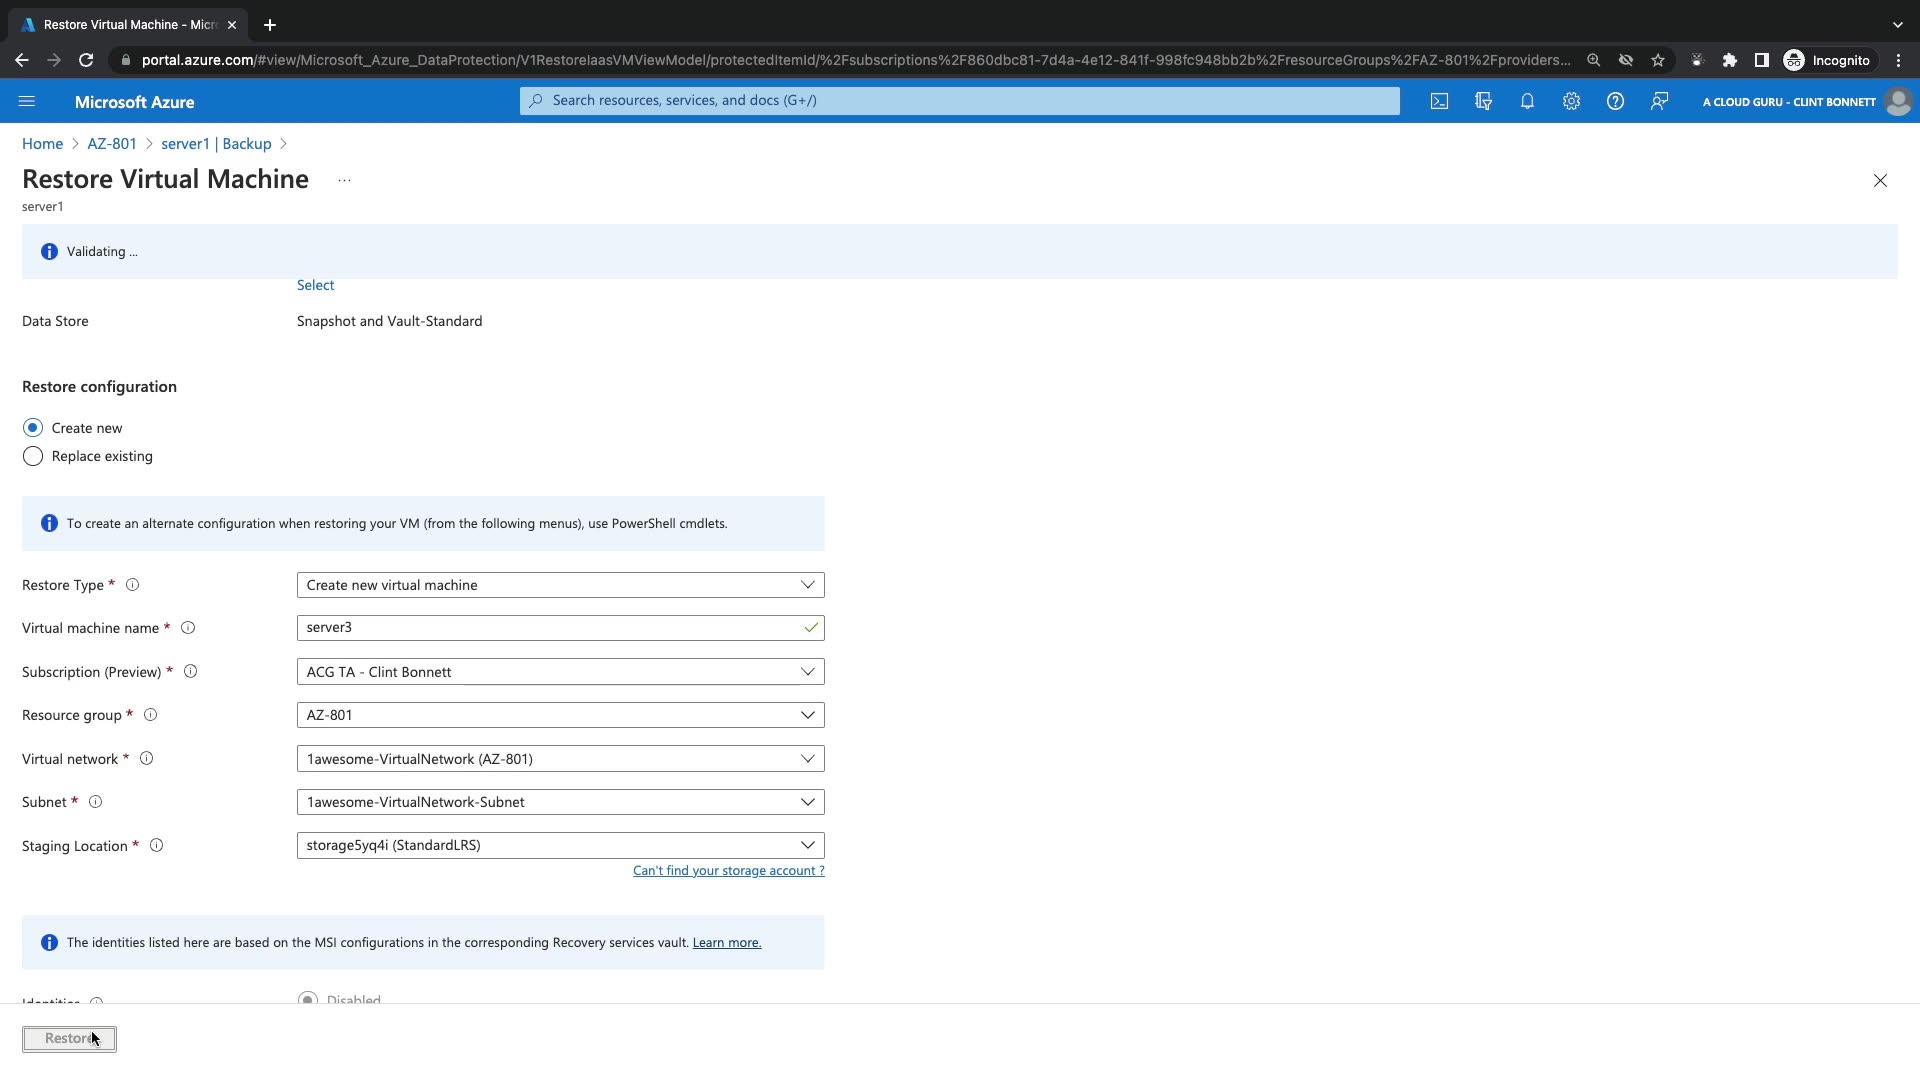 Restore Virtual Machine - Micr
portal.azure.com/#view/Microsoft_Azure_DataProtection/V1RestoreIaasVMViewModel/protectedItemId/%2Fsubscriptions%2F860dbc81-7d4a-4e12-841f-998fc948bb2b%2FresourceGroups%2FAZ-801%2Fproviders...
Incognito
Microsoft Azure
Search resources, services, and docs (G+/)
A CLOUD GURU - CLINT BONNETT
Home > AZ-801 > server1 | Backup >
Restore Virtual Machine ...
server1
Validating ...
Select
Data Store Snapshot and Vault-Standard
Restore configuration
Create new
Replace existing
To create an alternate configuration when restoring your VM (from the following menus), use PowerShell cmdlets.
Restore Type * Create new virtual machine
Virtual machine name * server3
Subscription (Preview) * ACG TA - Clint Bonnett
Resource group * AZ-801
Virtual network * 1awesome-VirtualNetwork (AZ-801)
Subnet * 1awesome-VirtualNetwork-Subnet
Staging Location * storage5yq4i (StandardLRS)
Can't find your storage account ?
The identities listed here are based on the MSI configurations in the corresponding Recovery services vault. Learn more.
Identities Disabled
Restore